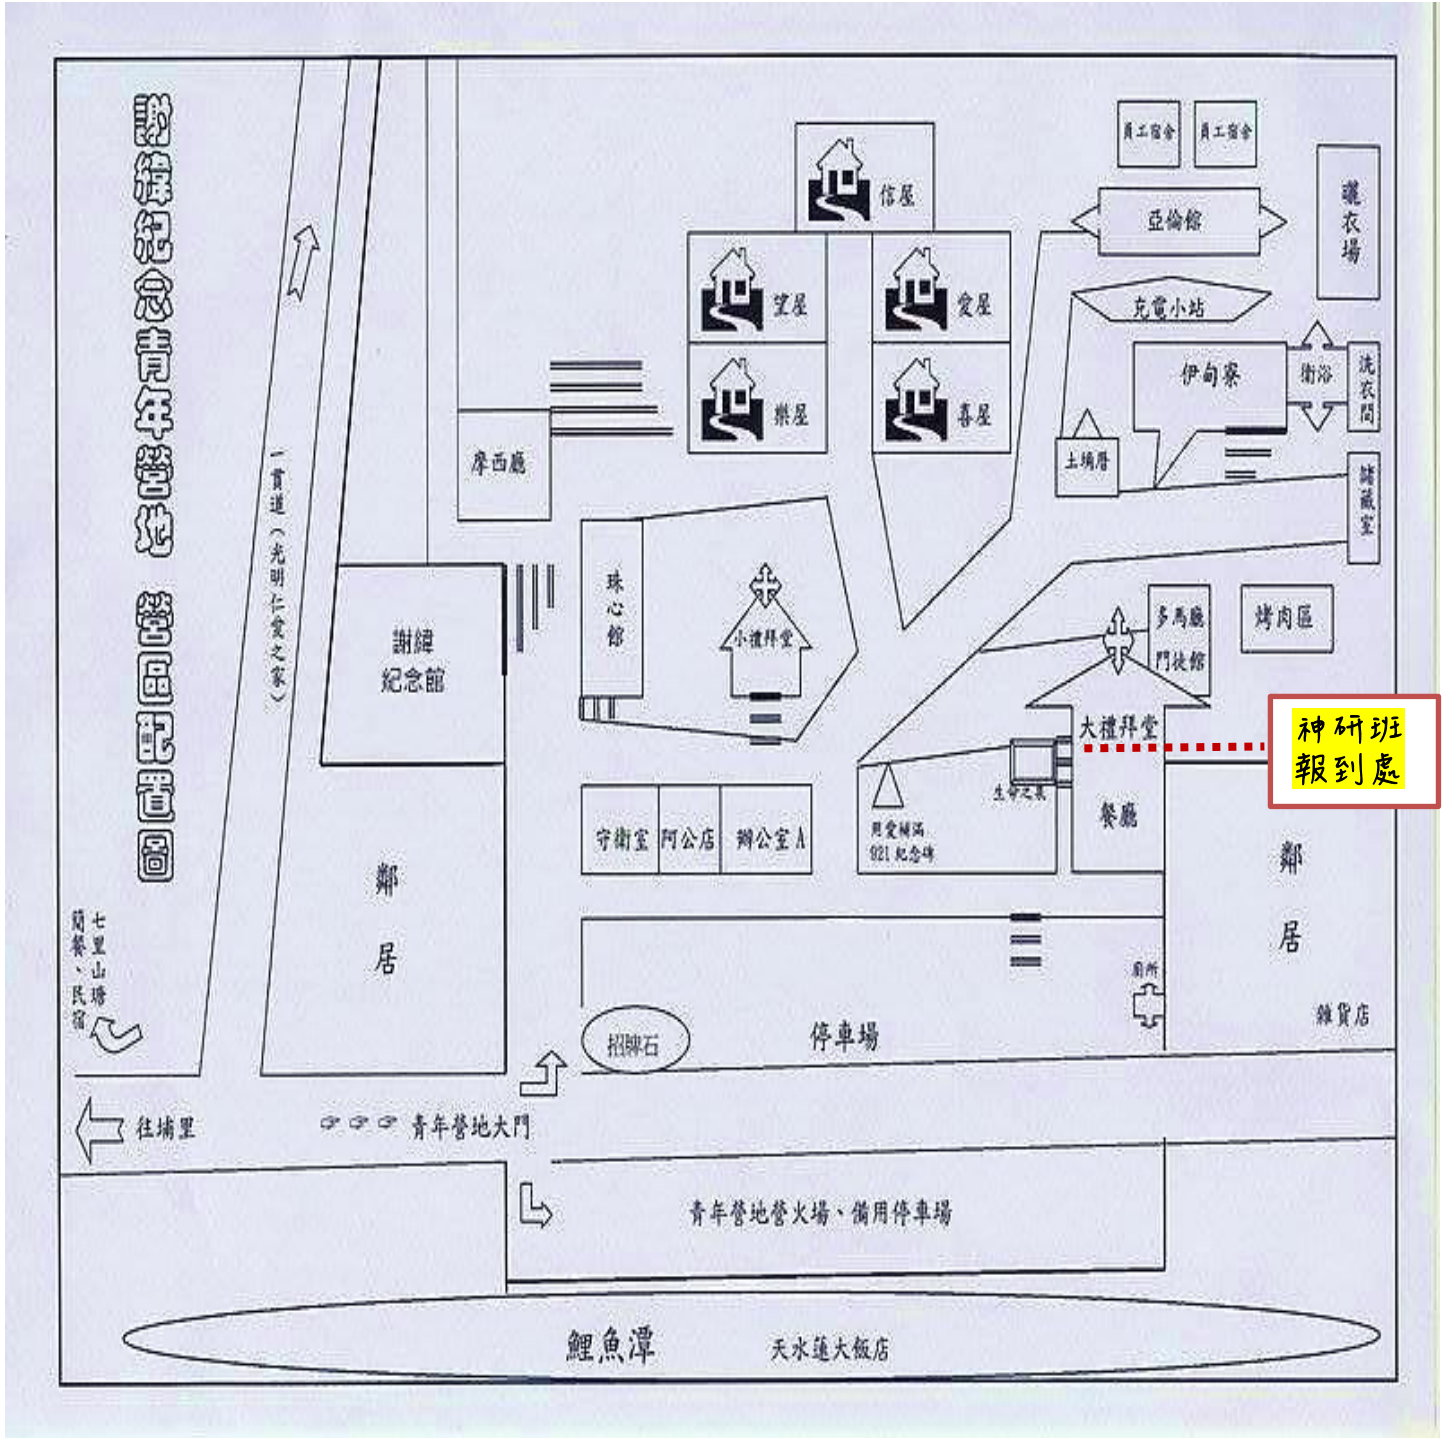 謝緯紀念青年營地 營區配置圖
員工宿舍
員工宿舍
信屋
亞倫館
曬衣場
望屋
愛屋
充電小站
伊甸寮
衛浴
洗衣間
樂屋
喜屋
摩西廳
土埆厝
儲藏室
一貫道(光明仁愛之家)
謝緯
紀念館
珠心館
小禮拜堂
多馬廳
門徒館
烤肉區
大禮拜堂
神研班
報到處
餐廳
守衛室
阿公店
辦公室A
用愛補滿
921紀念碑
鄰居
鄰居
七里山塘
簡餐、民宿
廁所
雜貨店
招牌石
停車場
往埔里
☞☞☞ 青年營地大門
青年營地營火場、備用停車場
鯉魚潭
天水蓮大飯店